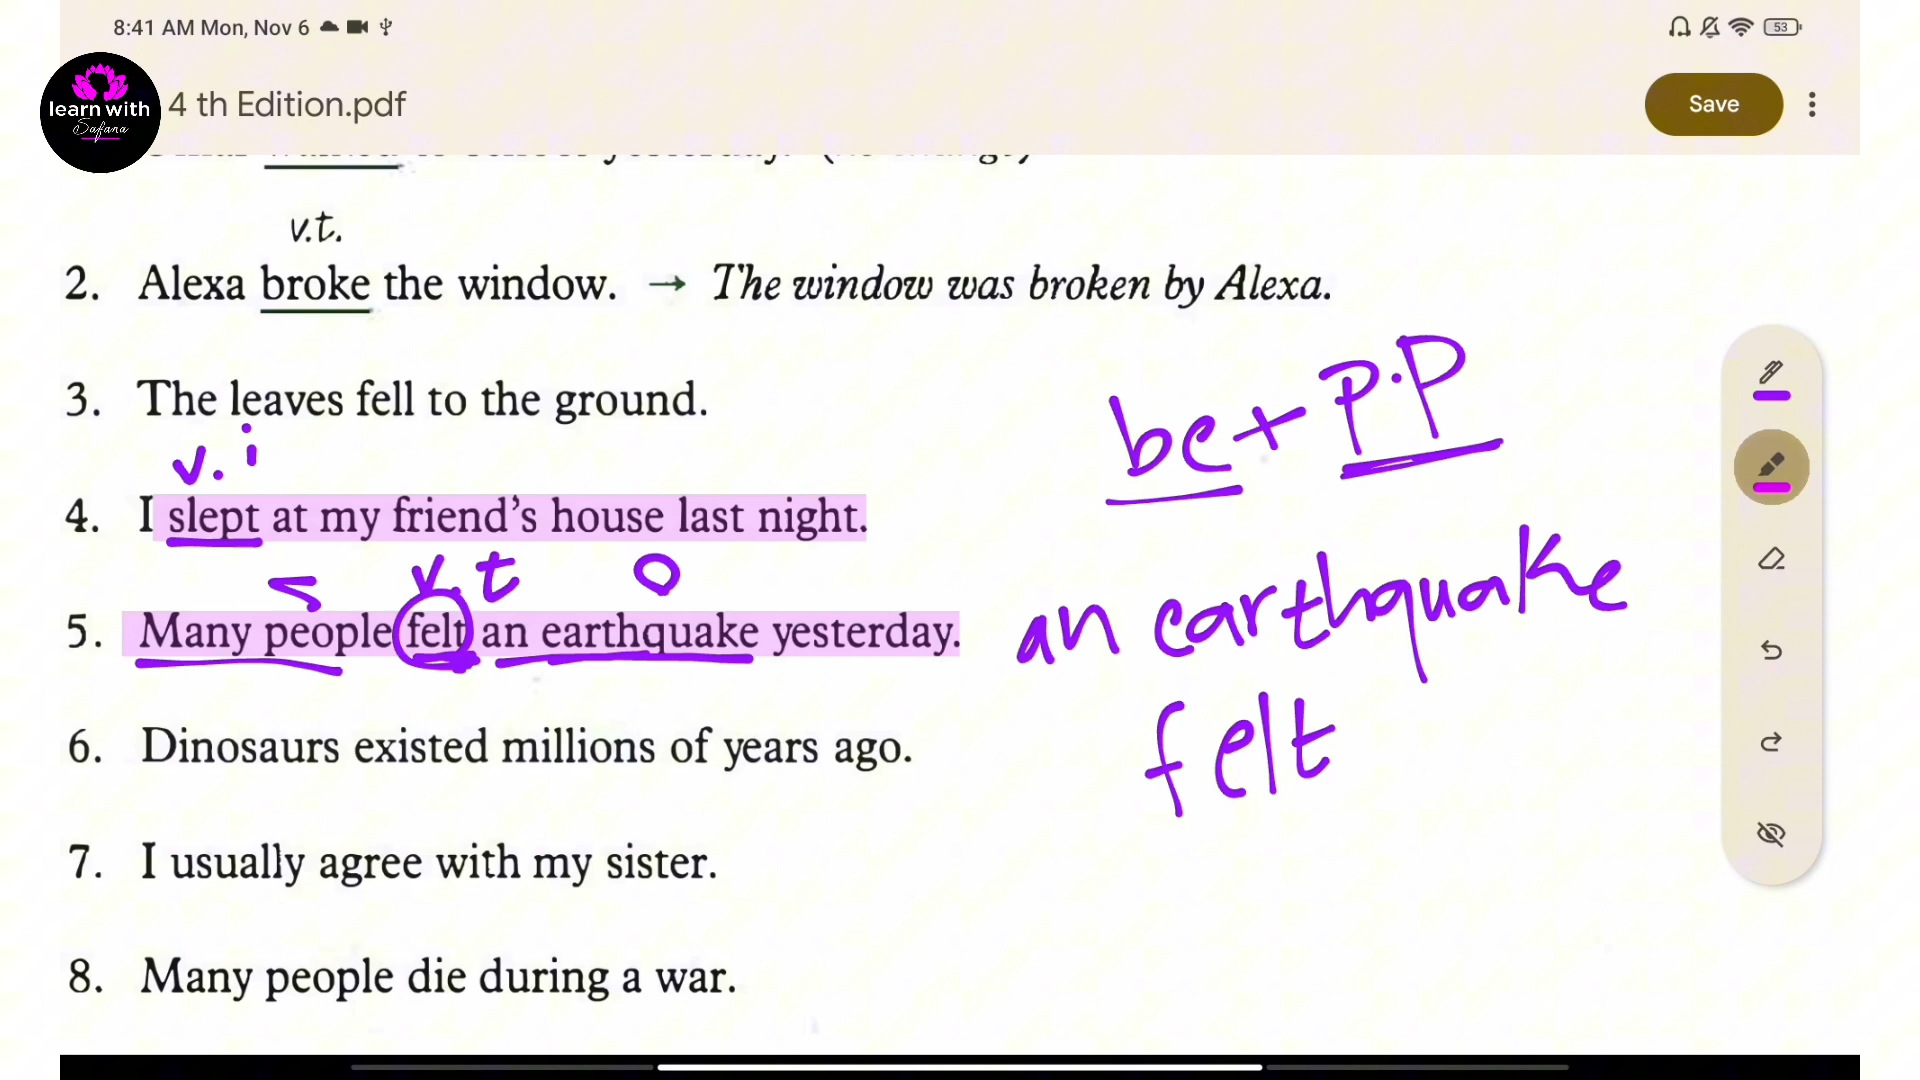 8:41 AM Mon, Nov 6
53
learn with
Safana
4 th Edition.pdf
Save
v.t.
2. Alexa broke the window. → The window was broken by Alexa.
be + P.P
3. The leaves fell to the ground.
v. i
4. I slept at my friend's house last night.
s v. t o
5. Many people felt an earthquake yesterday.
an earthquake
felt
6. Dinosaurs existed millions of years ago.
7. I usually agree with my sister.
8. Many people die during a war.